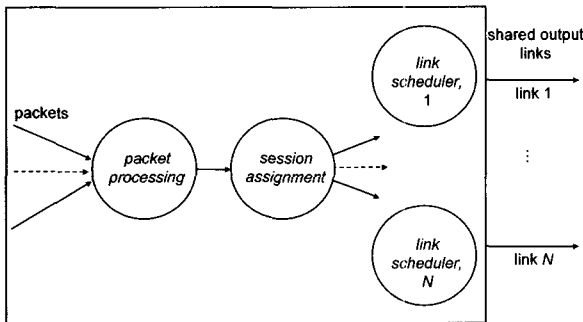 packets
packet
processing
session
assignment
link
scheduler,
1
link
scheduler,
N
shared output
links
link 1
...
link N